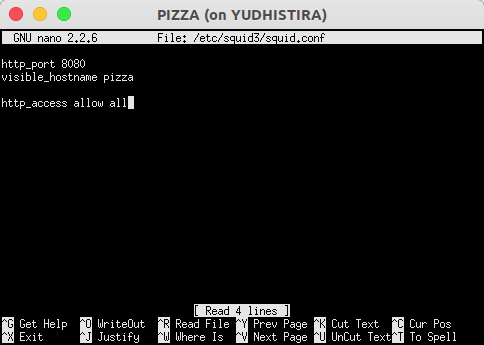 PIZZA (on YUDHISTIRA)
GNU nano 2.2.6 File: /etc/squid3/squid.conf
http_port 8080
visible_hostname pizza
http_access allow all
[ Read 4 lines ]
^G Get Help ^O WriteOut ^R Read File ^Y Prev Page ^K Cut Text ^C Cur Pos
^X Exit ^J Justify ^W Where Is ^V Next Page ^U UnCut Text ^T To Spell